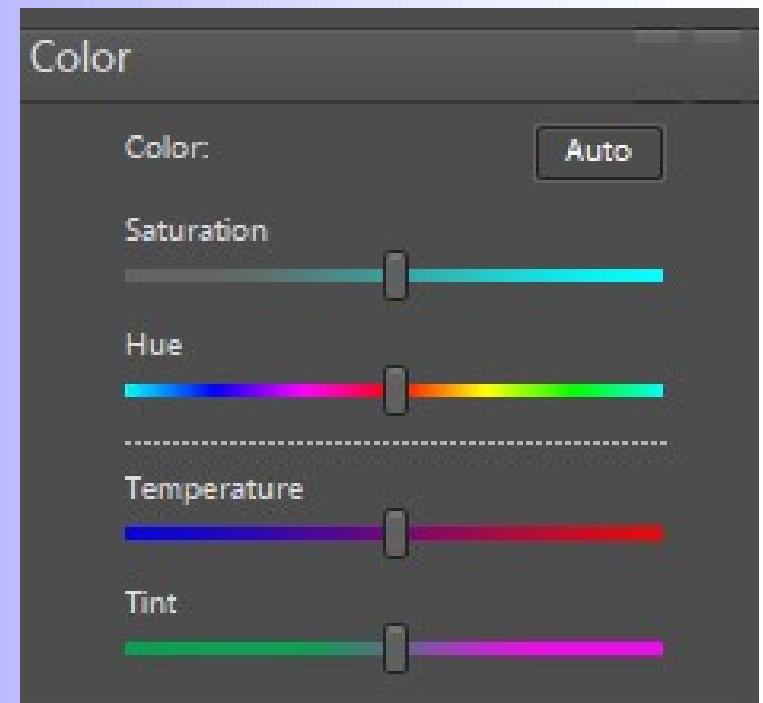 Color
Color: Auto
Saturation
Hue
Temperature
Tint